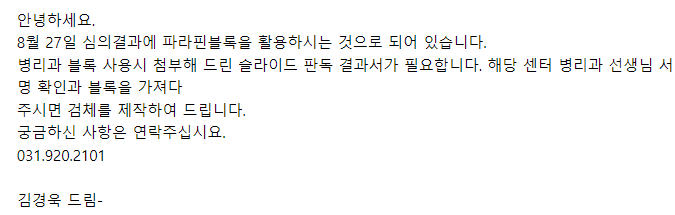 안녕하세요.
8월 27일 심의결과에 파라핀블록을 활용하시는 것으로 되어 있습니다.
병리과 블록 사용시 첨부해 드린 슬라이드 판독 결과서가 필요합니다. 해당 센터 병리과 선생님 서
명 확인과 블록을 가져다
주시면 검체를 제작하여 드립니다.
궁금하신 사항은 연락주십시요.
031.920.2101
김경욱 드림-